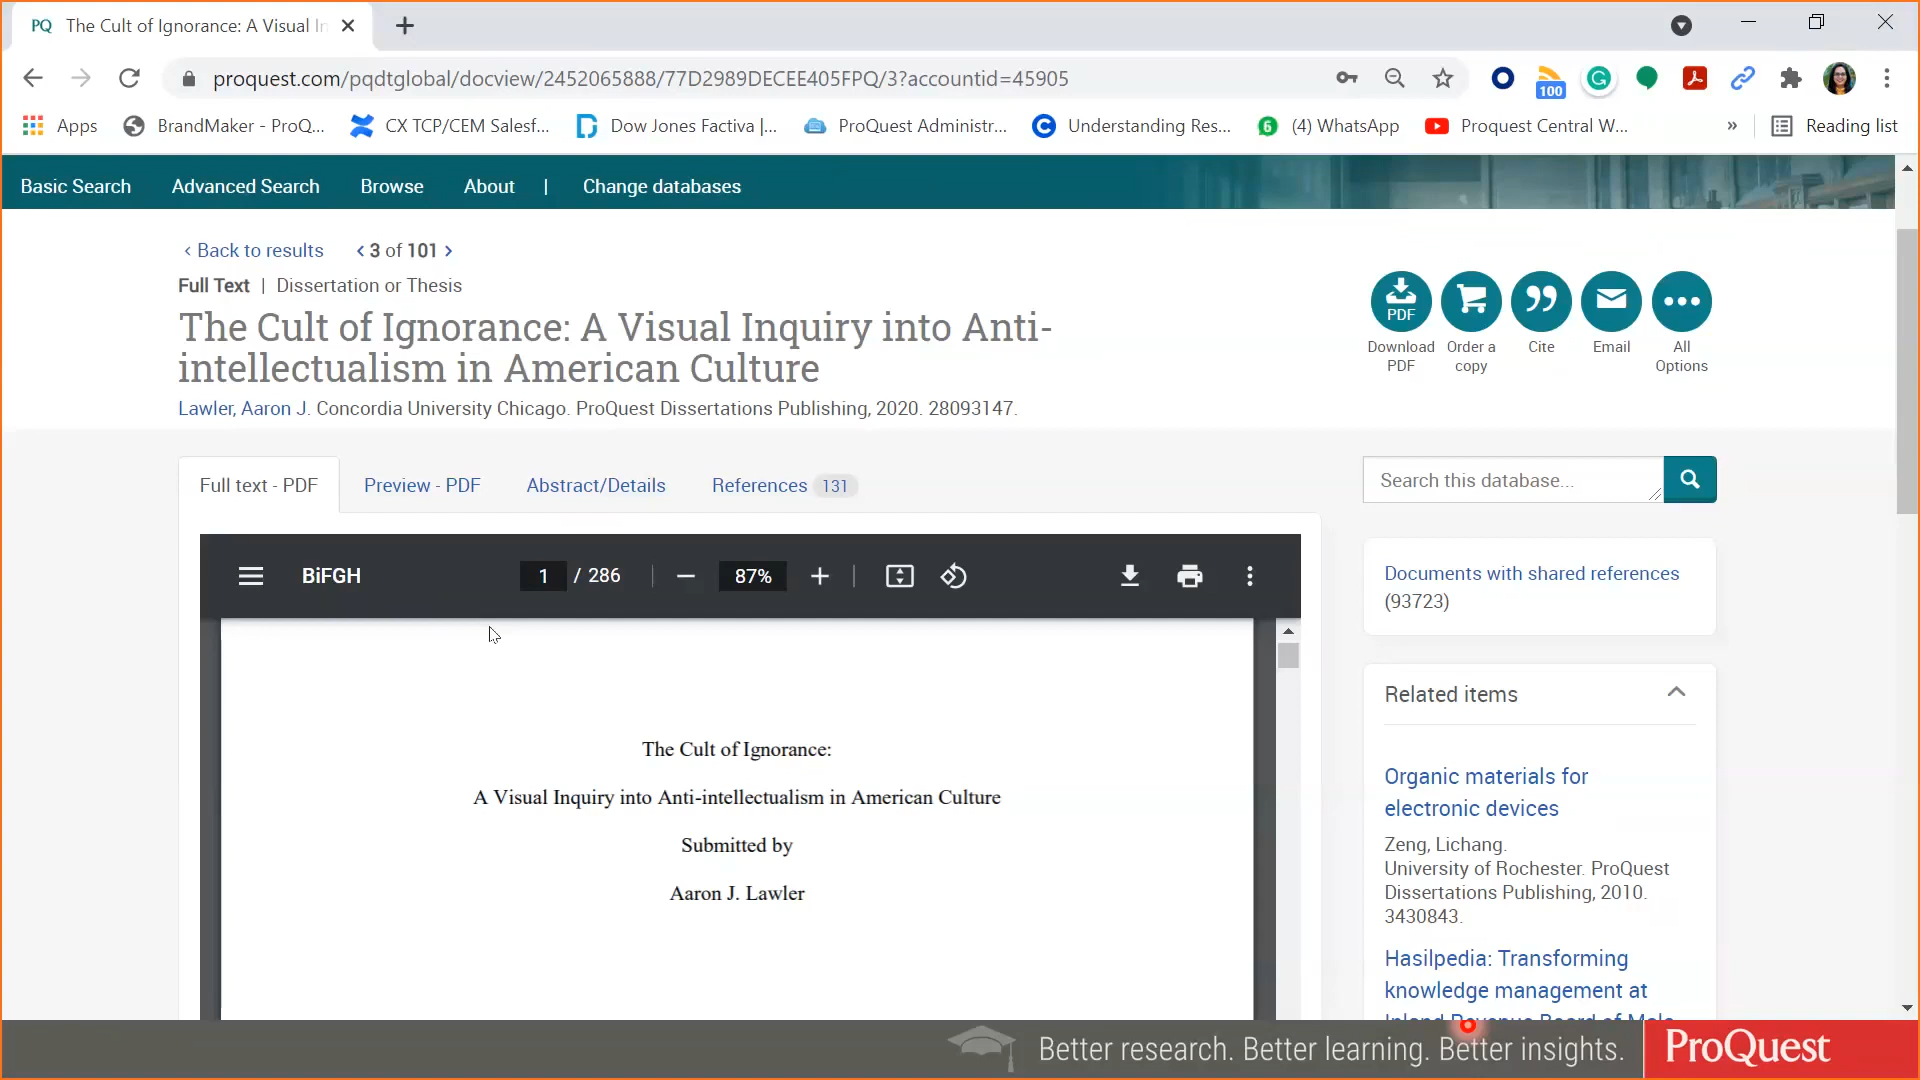 PQ The Cult of Ignorance: A Visual In
proquest.com/pqdtglobal/docview/2452065888/77D2989DECEE405FPQ/3?accountid=45905
100
Apps BrandMaker - ProQ... CX TCP/CEM Salesf... Dow Jones Factiva |... ProQuest Administr... Understanding Res... 6 (4) WhatsApp Proquest Central W... » Reading list
Basic Search Advanced Search Browse About | Change databases
‹ Back to results ‹ 3 of 101 ›
Full Text | Dissertation or Thesis
The Cult of Ignorance: A Visual Inquiry into Anti-
intellectualism in American Culture
Lawler, Aaron J. Concordia University Chicago. ProQuest Dissertations Publishing, 2020. 28093147.
PDF
Download PDF
Order a copy
Cite
Email
All Options
Full text - PDF Preview - PDF Abstract/Details References 131
Search this database...
BiFGH 1 / 286 87%
The Cult of Ignorance:
A Visual Inquiry into Anti-intellectualism in American Culture
Submitted by
Aaron J. Lawler
Documents with shared references
(93723)
Related items
Organic materials for
electronic devices
Zeng, Lichang.
University of Rochester. ProQuest
Dissertations Publishing, 2010.
3430843.
Hasilpedia: Transforming
knowledge management at
Inland Revenue Board of
Better research. Better learning. Better insights. ProQuest